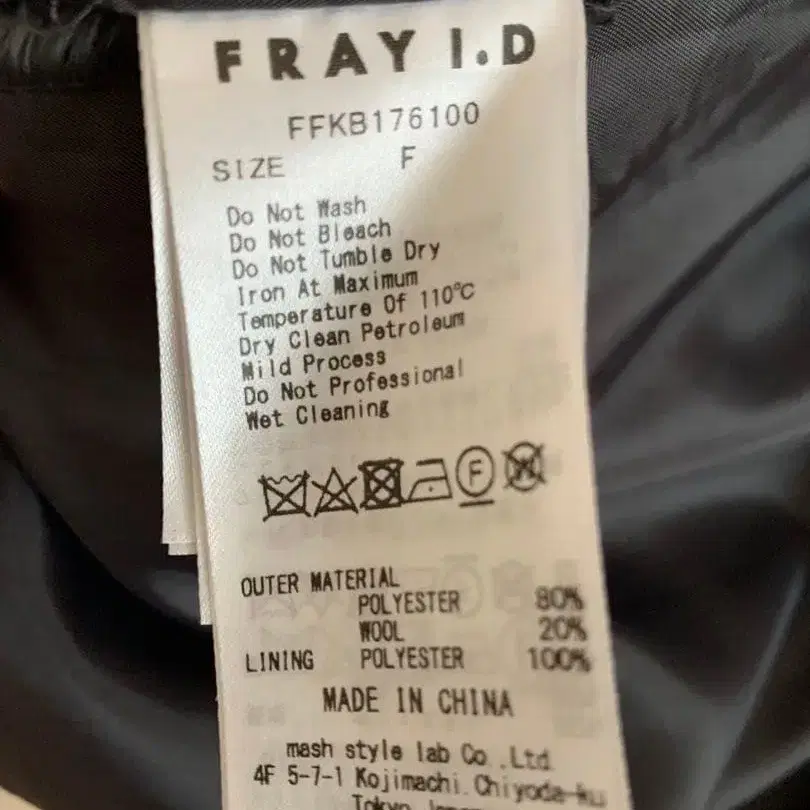 FRAY I.D
FFKB176100
SIZE F
Do Not Wash
Do Not Bleach
Do Not Tumble Dry
Iron At Maximum
Temperature Of 110℃
Dry Clean Petroleum
Mild Process
Do Not Professional
Wet Cleaning
F W
OUTER MATERIAL
POLYESTER 80%
WOOL 20%
LINING POLYESTER 100%
MADE IN CHINA
mash style lab Co.,Ltd.
4F 5-7-1 Kojimachi.Chiyoda-ku
Tokyo Japan